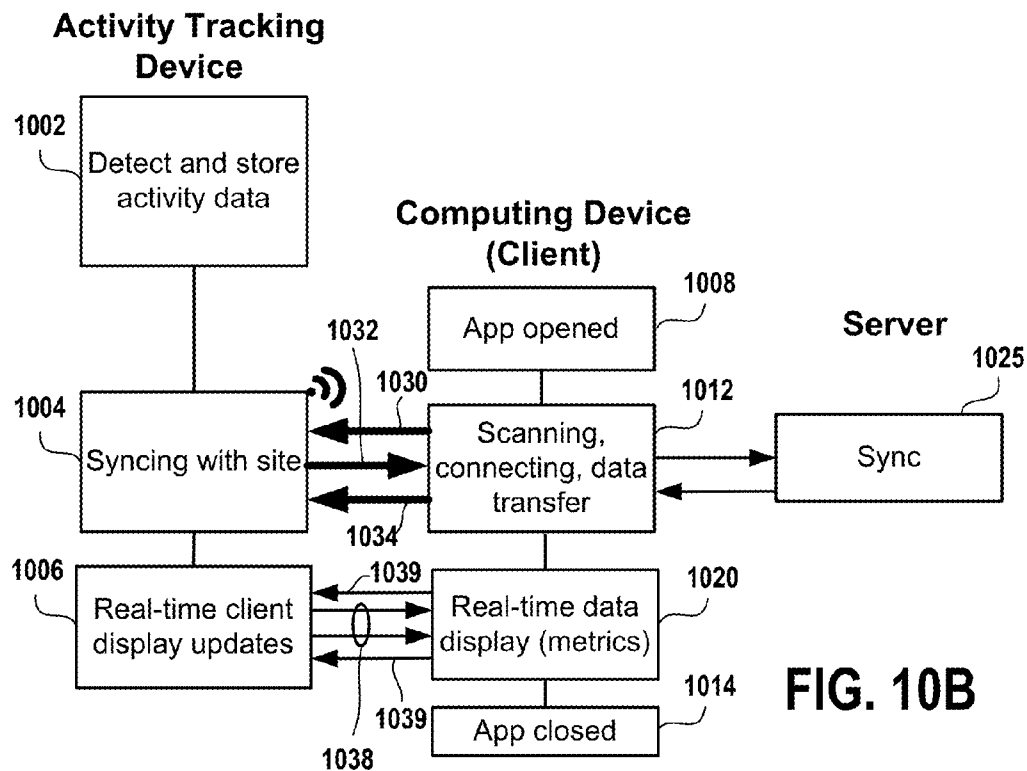 Activity Tracking
Device
1002
Detect and store
activity data
Computing Device
(Client)
1008
App opened
Server
1032
1030
1012
1025
1004
Syncing with site
Scanning,
connecting, data
transfer
Sync
1034
1006
1039
1020
Real-time client
display updates
Real-time data
display (metrics)
1039
1038
1014
App closed
FIG. 10B